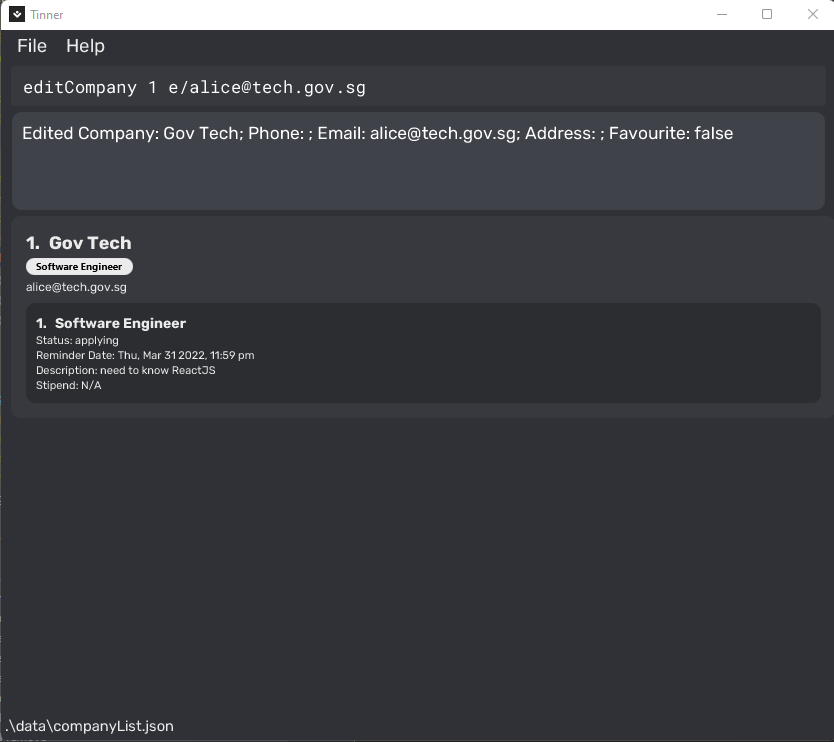 Tinner
File Help
editCompany 1 e/alice@tech.gov.sg
Edited Company: Gov Tech; Phone: ; Email: alice@tech.gov.sg; Address: ; Favourite: false
1. Gov Tech
Software Engineer
alice@tech.gov.sg
1. Software Engineer
Status: applying
Reminder Date: Thu, Mar 31 2022, 11:59 pm
Description: need to know ReactJS
Stipend: N/A
.\data\companyList.json